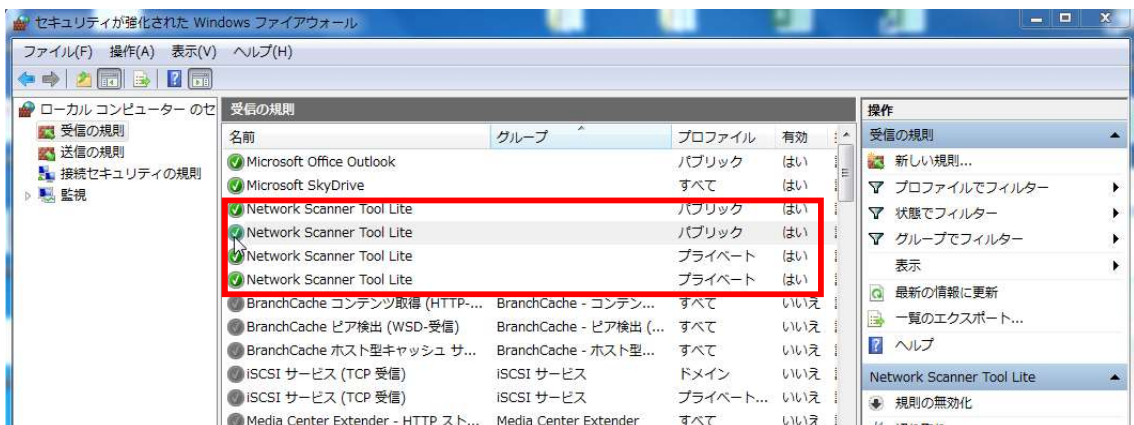 セキュリティが強化された Windows ファイアウォール
ファイル(F) 操作(A) 表示(V) ヘルプ(H)
ローカル コンピューター のセ
受信の規則
送信の規則
接続セキュリティの規則
監視
受信の規則
名前 グループ プロファイル 有効
Microsoft Office Outlook パブリック はい
Microsoft SkyDrive すべて はい
Network Scanner Tool Lite パブリック はい
Network Scanner Tool Lite パブリック はい
Network Scanner Tool Lite プライベート はい
Network Scanner Tool Lite プライベート はい
BranchCache コンテンツ取得 (HTTP-... BranchCache - コンテン... すべて いいえ
BranchCache ピア検出 (WSD-受信) BranchCache - ピア検出 (... すべて いいえ
BranchCache ホスト型キャッシュ サ... BranchCache - ホスト型... すべて いいえ
iSCSI サービス (TCP 受信) iSCSI サービス ドメイン いいえ
iSCSI サービス (TCP 受信) iSCSI サービス プライベート... いいえ
Media Center Extender - HTTP スト... Media Center Extender すべて いいえ
操作
受信の規則
新しい規則...
プロファイルでフィルター
状態でフィルター
グループでフィルター
表示
最新の情報に更新
一覧のエクスポート...
ヘルプ
Network Scanner Tool Lite
規則の無効化